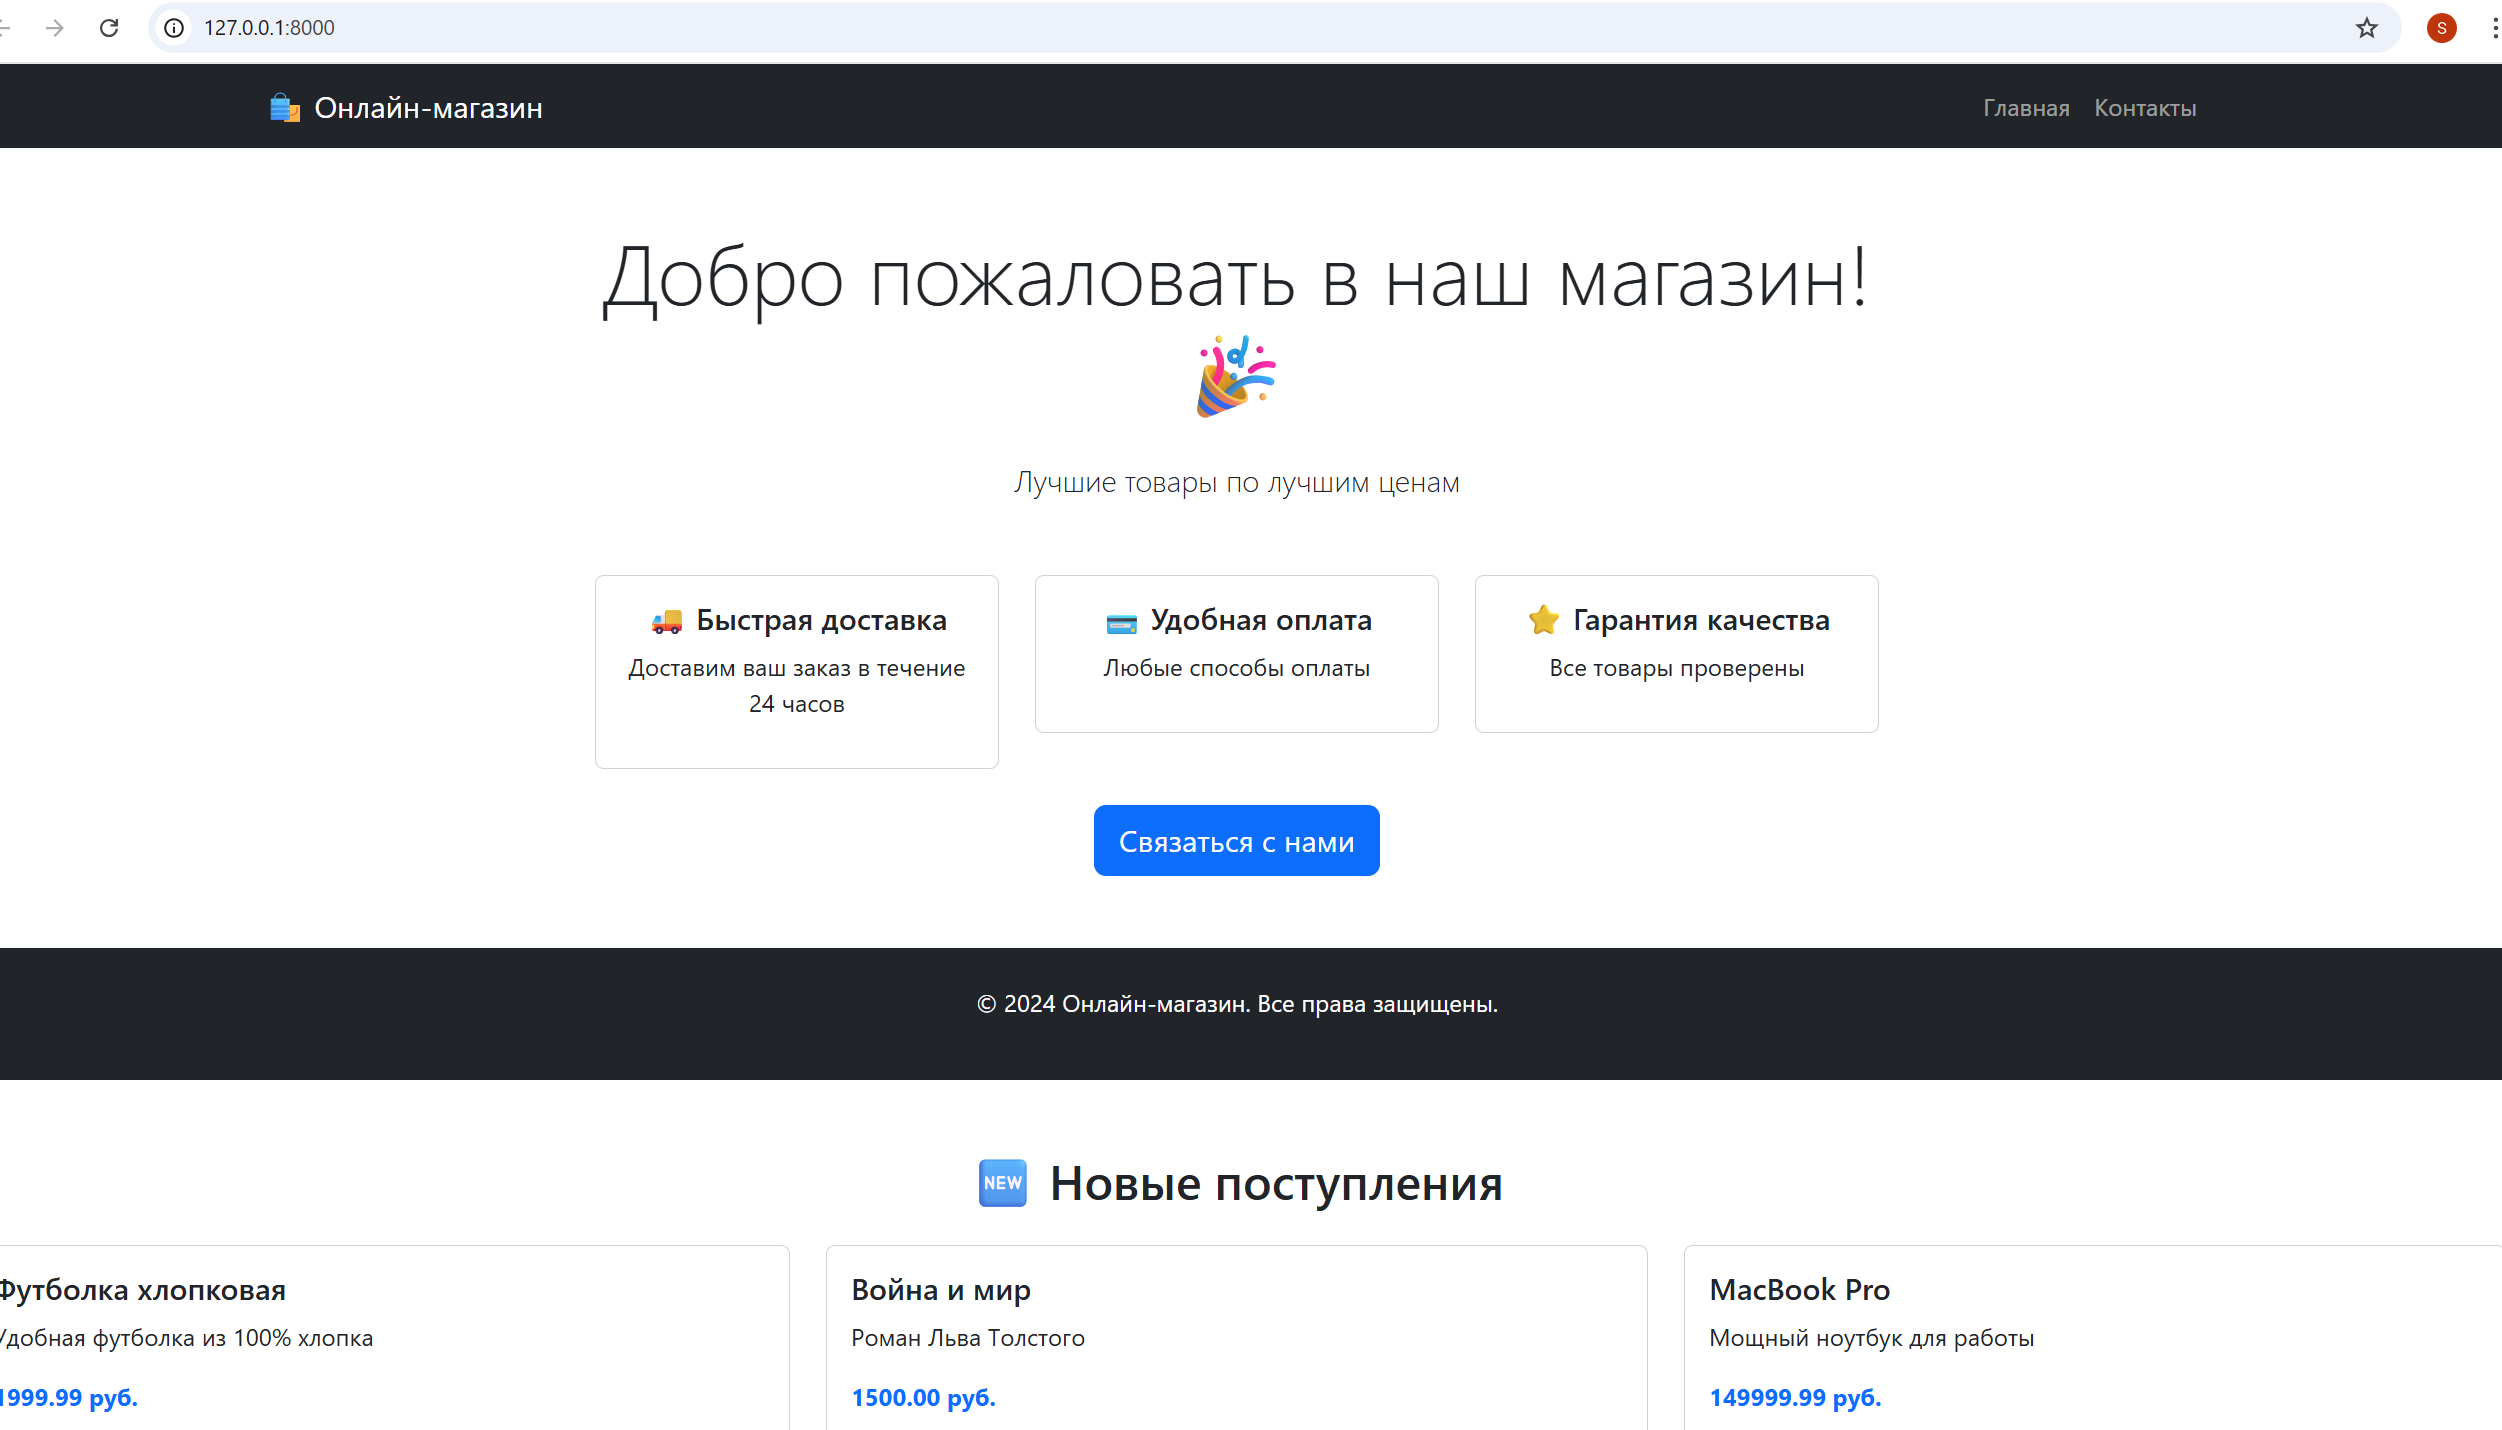 127.0.0.1:8000
S
Онлайн-магазин
Главная Контакты
Добро пожаловать в наш магазин!
Лучшие товары по лучшим ценам
Быстрая доставка
Доставим ваш заказ в течение
24 часов
Удобная оплата
Любые способы оплаты
Гарантия качества
Все товары проверены
Связаться с нами
© 2024 Онлайн-магазин. Все права защищены.
NEW Новые поступления
Футболка хлопковая
Удобная футболка из 100% хлопка
1999.99 руб.
Война и мир
Роман Льва Толстого
1500.00 руб.
MacBook Pro
Мощный ноутбук для работы
149999.99 руб.